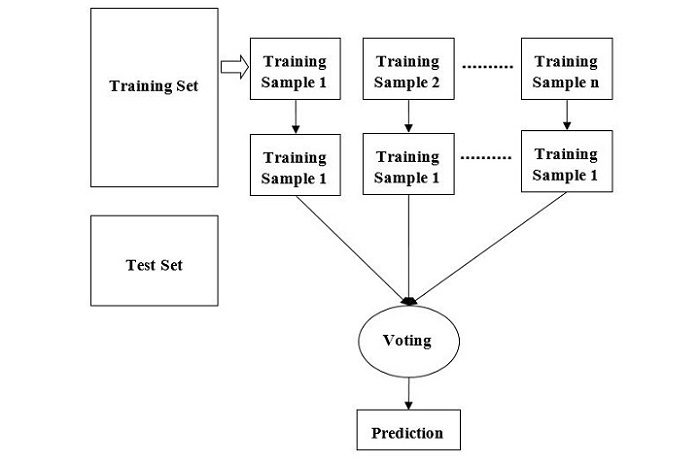 Training Set
Training
Sample 1
Training
Sample 2
Training
Sample n
Training
Sample 1
Training
Sample 1
Training
Sample 1
Test Set
Voting
Prediction